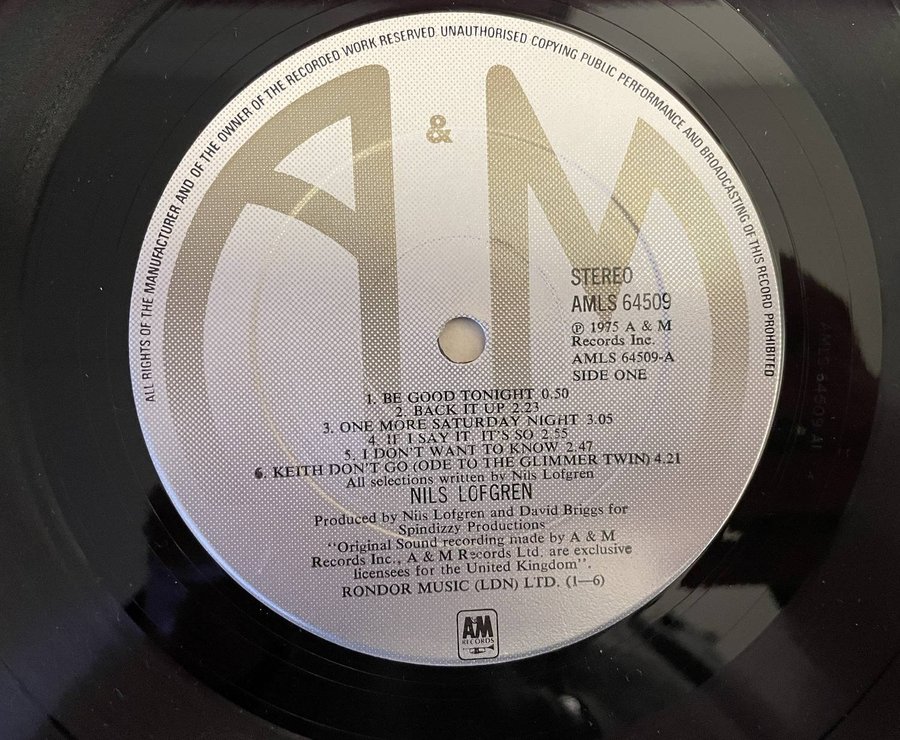 ALL RIGHTS OF THE MANUFACTURER AND OF THE OWNER OF THE RECORDED WORK RESERVED. UNAUTHORISED COPYING PUBLIC PERFORMANCE AND BROADCASTING OF THIS RECORD PROHIBITED
A & M
STEREO
AMLS 64509
℗ 1975 A & M
Records Inc.
AMLS 64509-A
SIDE ONE
1. BE GOOD TONIGHT 0.50
2. BACK IT UP 2.23
3. ONE MORE SATURDAY NIGHT 3.05
4. IF I SAY IT, IT'S SO 2.55
5. I DON'T WANT TO KNOW 2.47
6. KEITH DON'T GO (ODE TO THE GLIMMER TWIN) 4.21
All selections written by Nils Lofgren
NILS LOFGREN
Produced by Nils Lofgren and David Briggs for
Spindizzy Productions
"Original Sound recording made by A & M
Records Inc., A & M Records Ltd. are exclusive
licensees for the United Kingdom".
RONDOR MUSIC (LDN) LTD. (1—6)
A&M
RECORDS